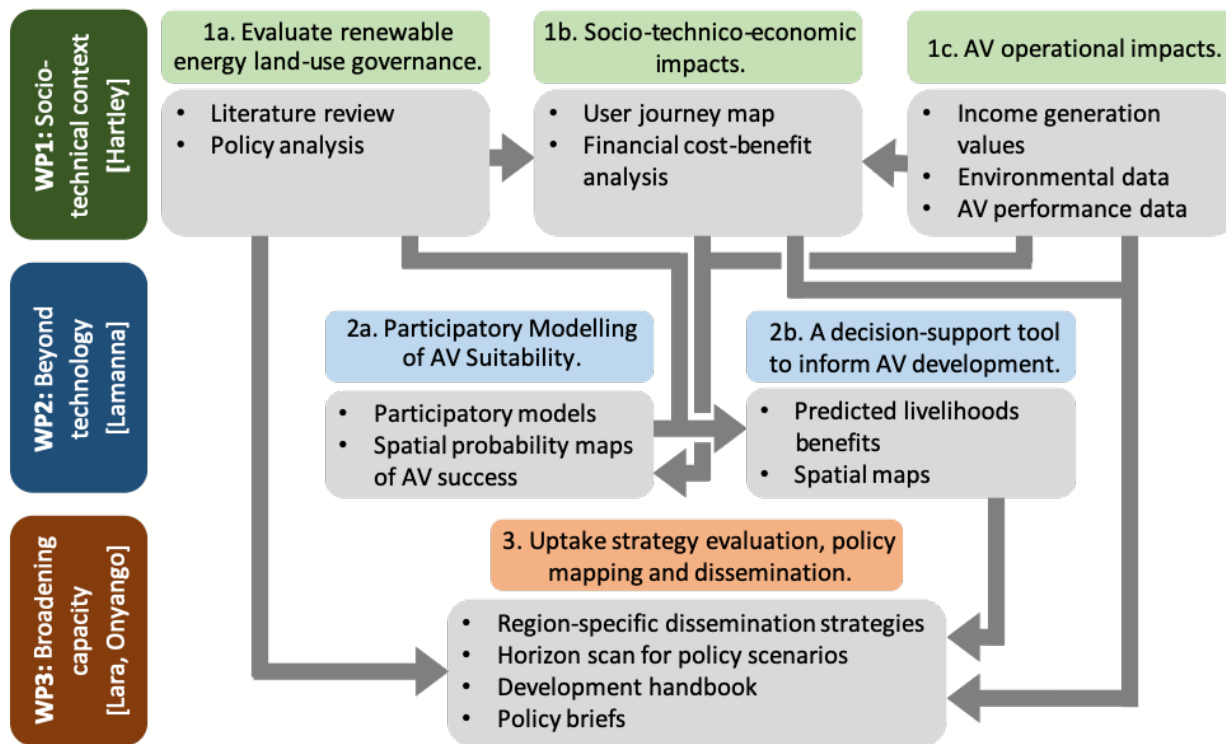 WP1: Socio-
technical context
[Hartley]
1a. Evaluate renewable
energy land-use governance.
• Literature review
• Policy analysis
1b. Socio-technico-economic
impacts.
• User journey map
• Financial cost-benefit
analysis
1c. AV operational impacts.
• Income generation
values
• Environmental data
• AV performance data
WP2: Beyond
technology
[Lamanna]
2a. Participatory Modelling
of AV Suitability.
• Participatory models
• Spatial probability maps
of AV success
2b. A decision-support tool
to inform AV development.
• Predicted livelihoods
benefits
• Spatial maps
WP3: Broadening
capacity
[Lara, Onyango]
3. Uptake strategy evaluation, policy
mapping and dissemination.
• Region-specific dissemination strategies
• Horizon scan for policy scenarios
• Development handbook
• Policy briefs